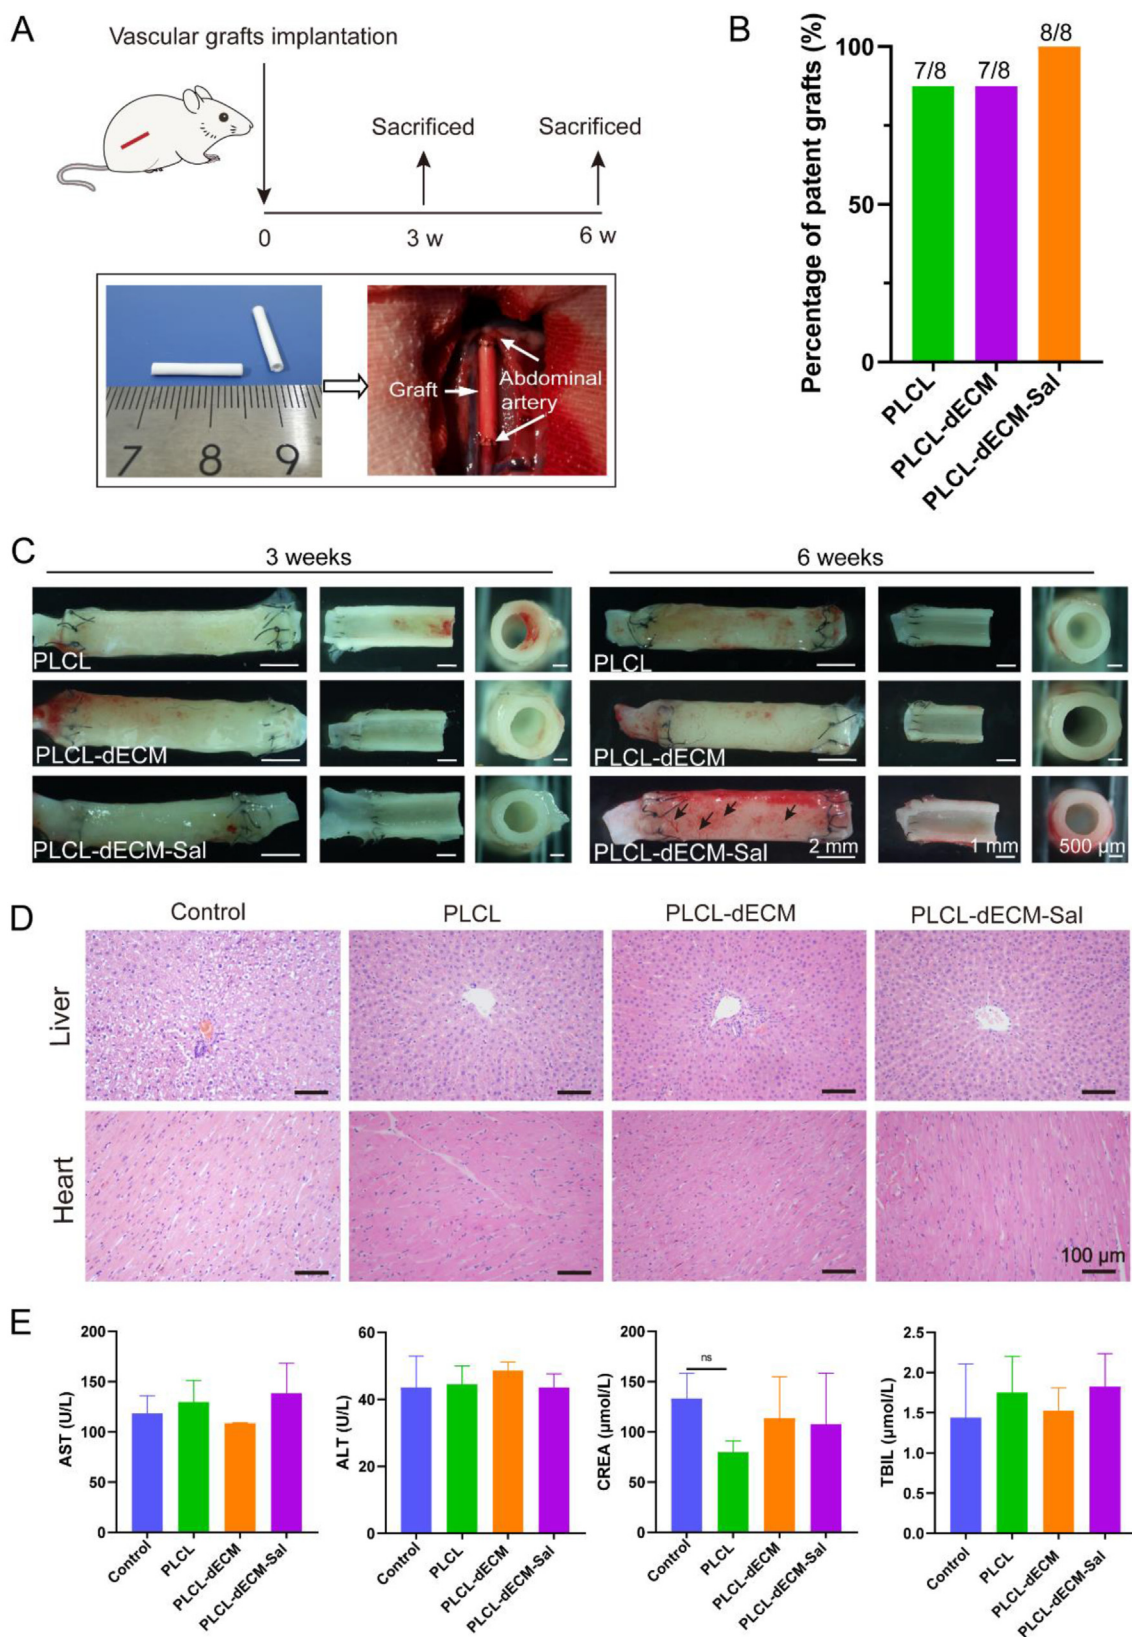 A
Vascular grafts implantation
Sacrificed
Sacrificed
0
3 w
6 w
7 8 9
Graft
Abdominal
artery
B
Percentage of patent grafts (%)
100
50
0
7/8
7/8
8/8
PLCL
PLCL-dECM
PLCL-dECM-Sal
C
3 weeks
6 weeks
PLCL
PLCL
PLCL-dECM
PLCL-dECM
PLCL-dECM-Sal
PLCL-dECM-Sal
2 mm
1 mm
500 µm
D
Control
PLCL
PLCL-dECM
PLCL-dECM-Sal
Liver
Heart
100 µm
E
AST (U/L)
200
150
100
50
0
Control
PLCL
PLCL-dECM
PLCL-dECM-Sal
ALT (U/L)
60
40
20
0
Control
PLCL
PLCL-dECM
PLCL-dECM-Sal
CREA (µmol/L)
200
150
100
50
0
ns
Control
PLCL
PLCL-dECM
PLCL-dECM-Sal
TBIL (µmol/L)
2.5
2.0
1.5
1.0
0.5
0.0
Control
PLCL
PLCL-dECM
PLCL-dECM-Sal